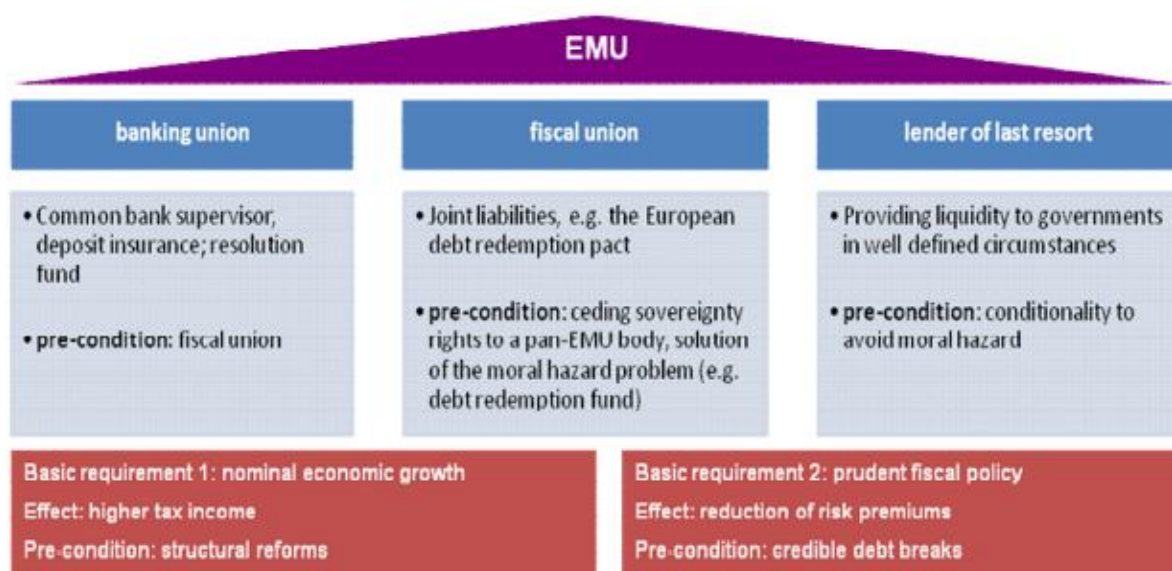 EMU
banking union
• Common bank supervisor,
deposit insurance; resolution
fund
• pre-condition: fiscal union
fiscal union
• Joint liabilities, e.g. the European
debt redemption pact
• pre-condition: ceding sovereignty
rights to a pan-EMU body, solution
of the moral hazard problem (e.g.
debt redemption fund)
lender of last resort
• Providing liquidity to governments
in well defined circumstances
• pre-condition: conditionality to
avoid moral hazard
Basic requirement 1: nominal economic growth
Effect: higher tax income
Pre-condition: structural reforms
Basic requirement 2: prudent fiscal policy
Effect: reduction of risk premiums
Pre-condition: credible debt breaks